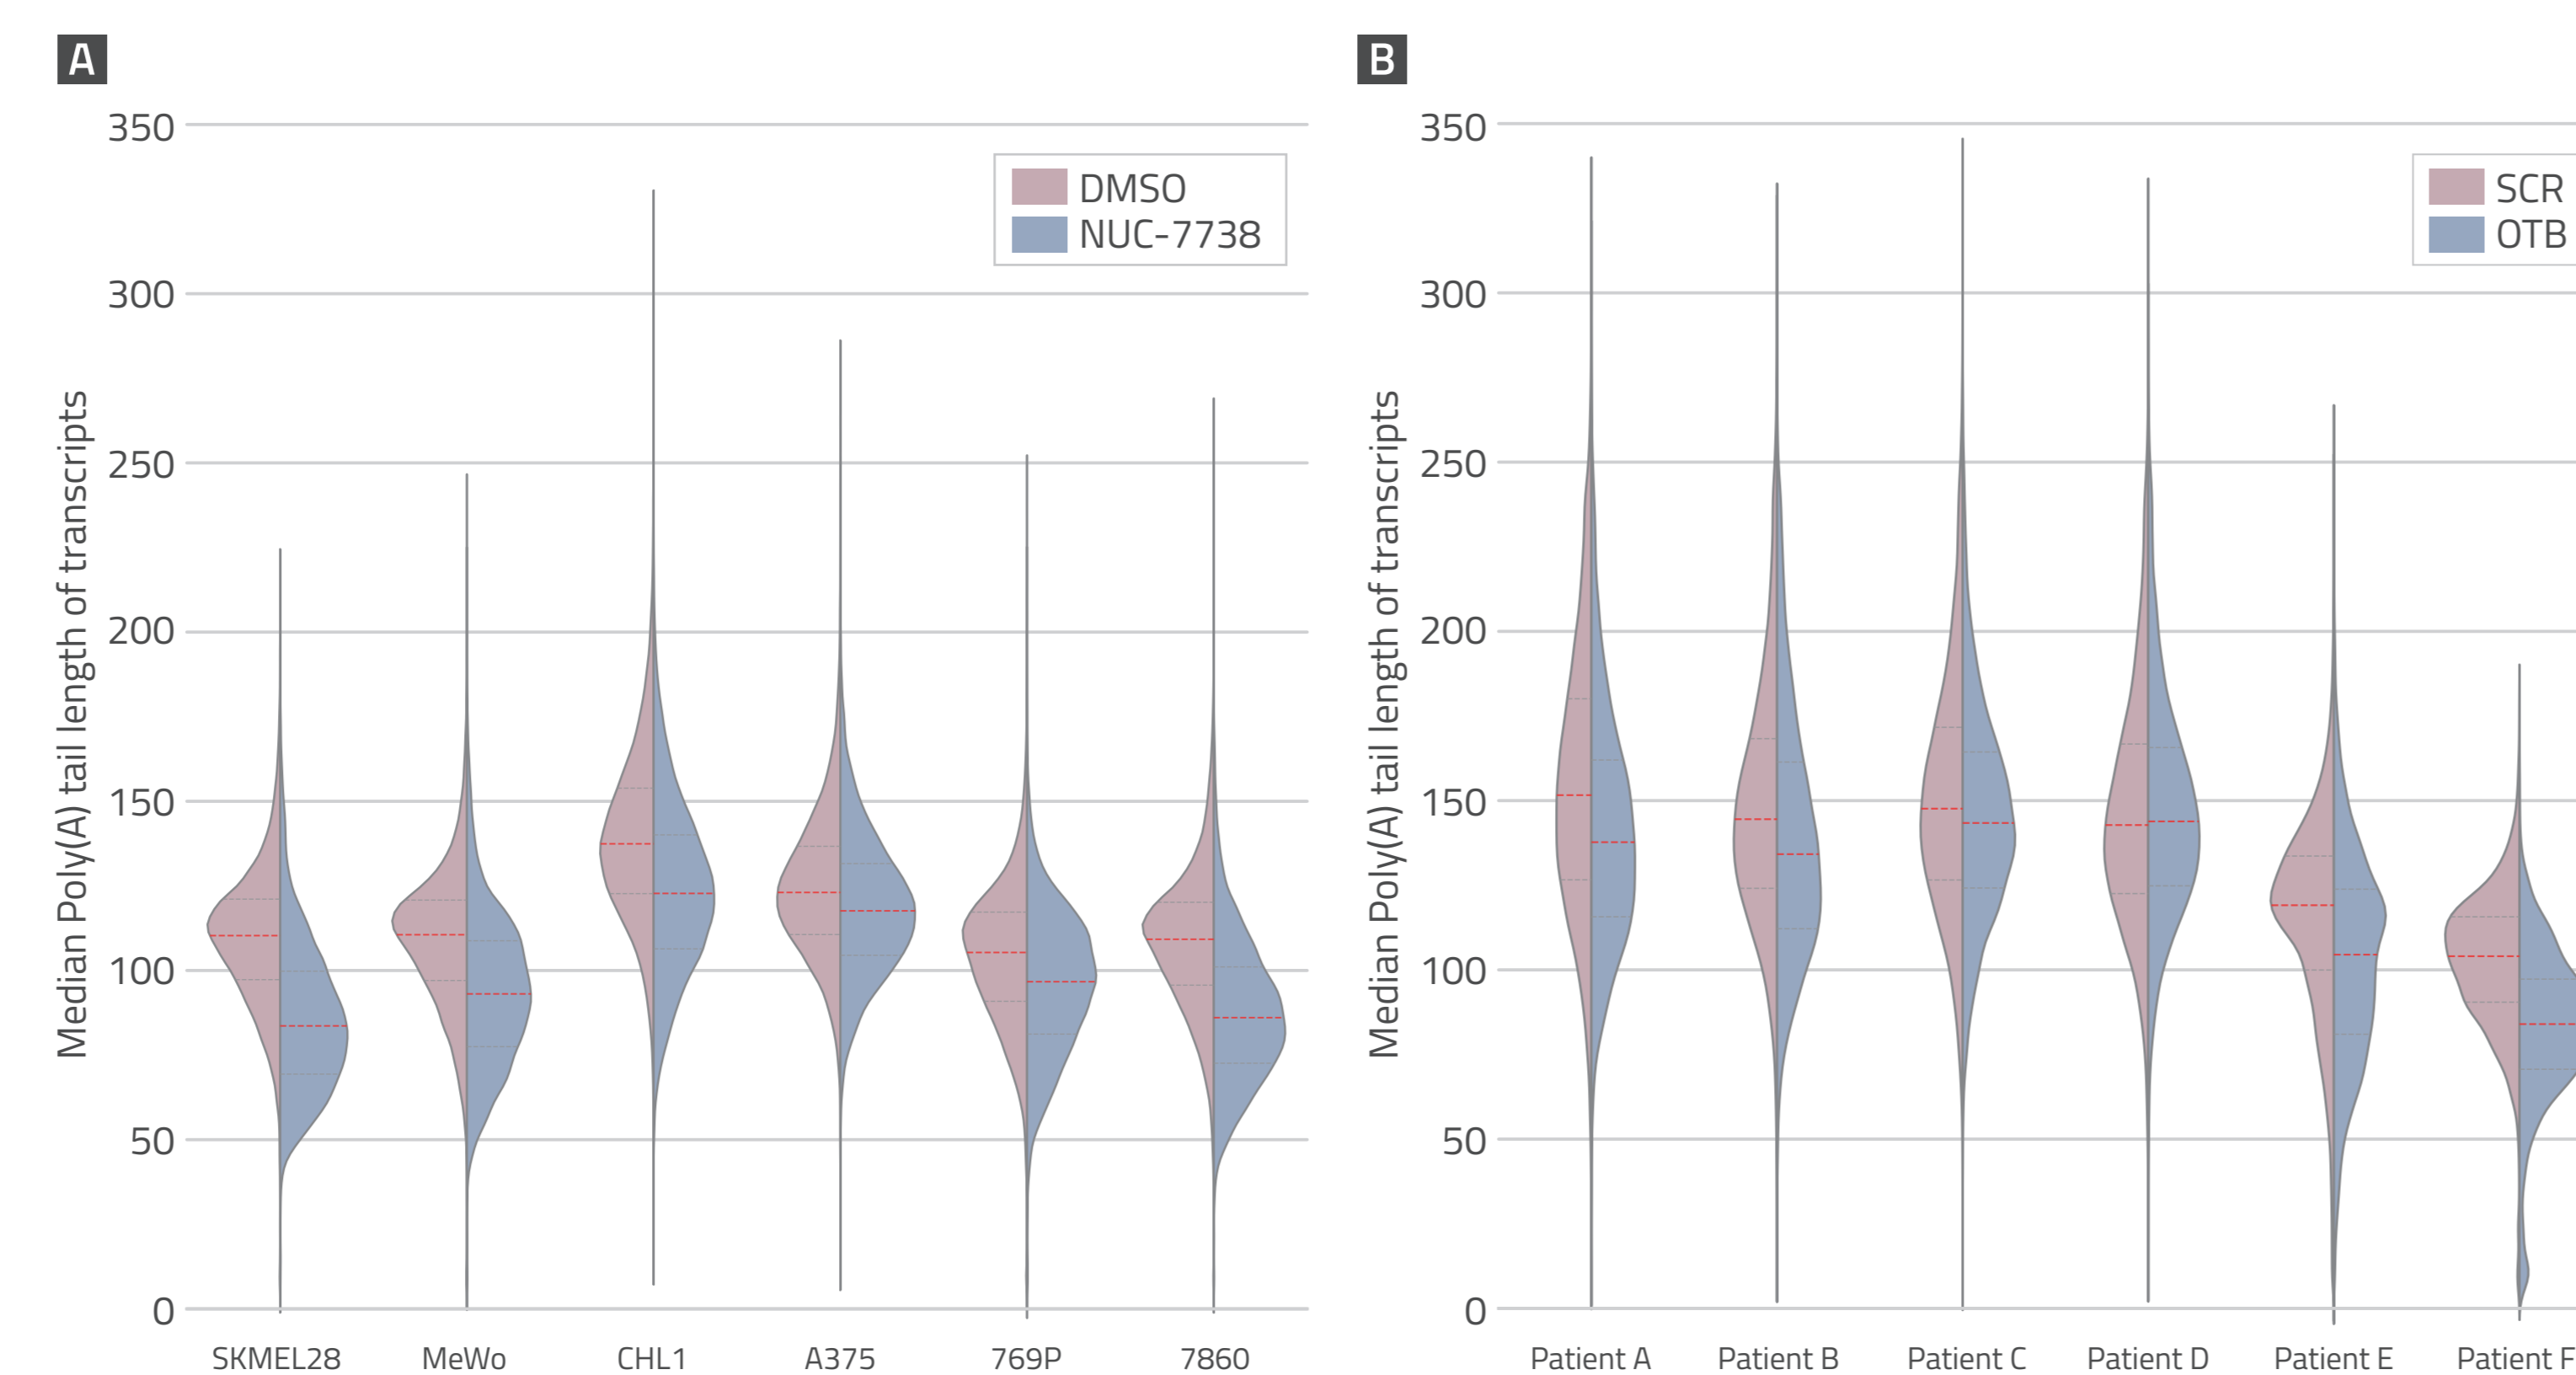 A
Median Poly(A) tail length of transcripts
350
300
250
200
150
100
50
0
DMSO
NUC-7738
SKMEL28 MeWo CHL1 A375 769P 7860
B
Median Poly(A) tail length of transcripts
350
300
250
200
150
100
50
0
SCR
OTB
Patient A Patient B Patient C Patient D Patient E Patient F